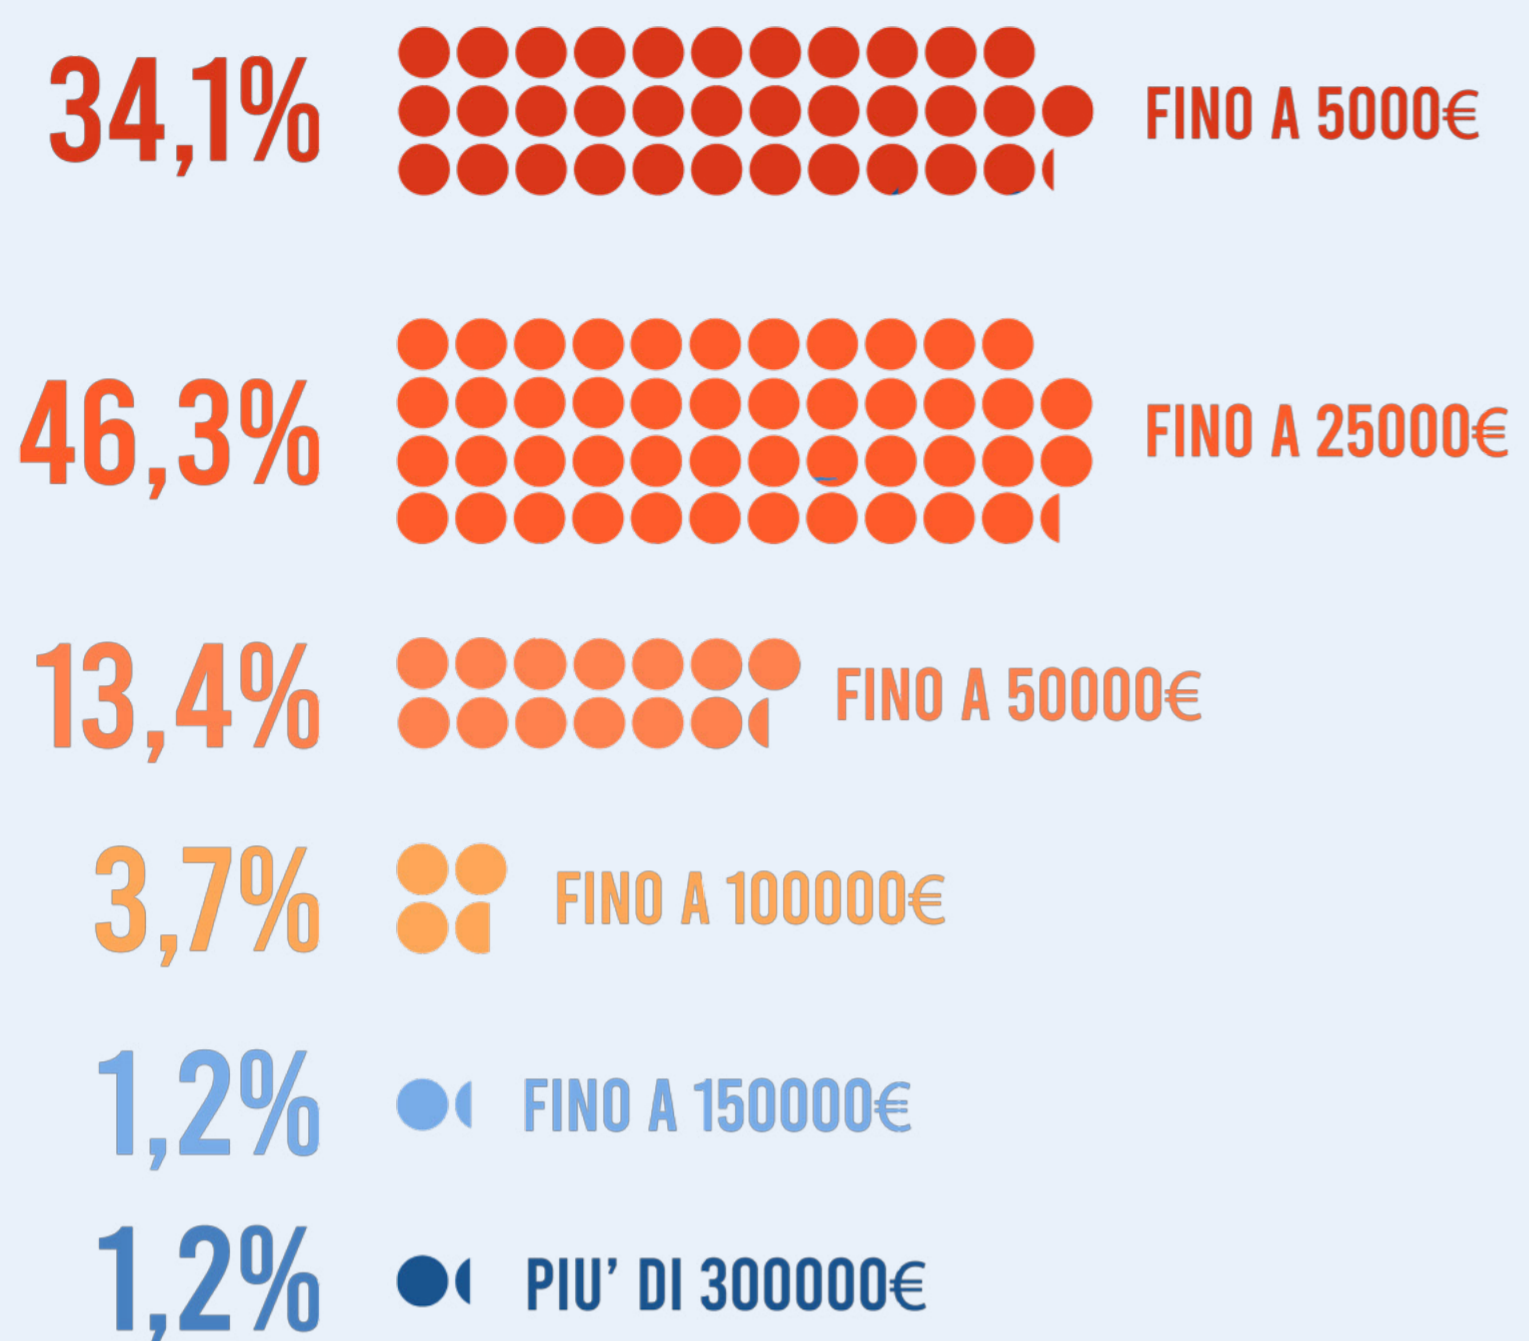 34,1% FINO A 5000€
46,3% FINO A 25000€
13,4% FINO A 50000€
3,7% FINO A 100000€
1,2% FINO A 150000€
1,2% PIU' DI 300000€